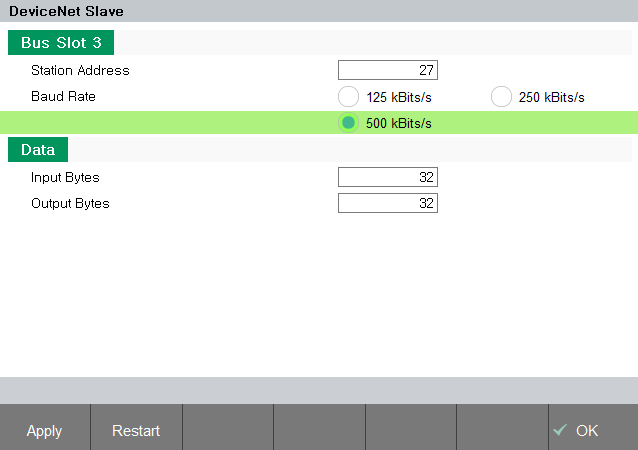 DeviceNet Slave
Bus Slot 3
Station Address 27
Baud Rate 125 kBits/s 250 kBits/s
500 kBits/s
Data
Input Bytes 32
Output Bytes 32
Apply Restart OK